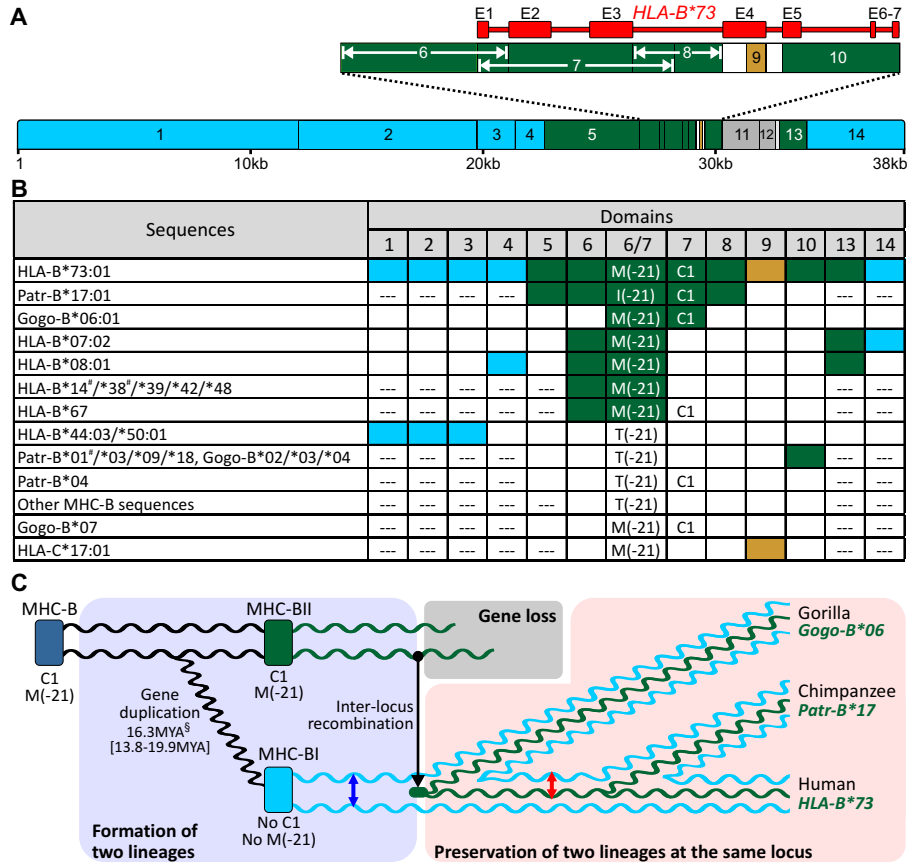 A
E1 E2 E3 HLA-B*73 E4 E5 E6-7
6 7 8 9 10
1 2 3 4 5 11 12 13 14
1 10kb 20kb 30kb 38kb
B
Sequences Domains
1 2 3 4 5 6 6/7 7 8 9 10 13 14
HLA-B*73:01 M(-21) C1
Patr-B*17:01 --- --- --- --- I(-21) C1 --- ---
Gogo-B*06:01 M(-21) C1
HLA-B*07:02 M(-21)
HLA-B*08:01 M(-21)
HLA-B*14#/*38#/*39/*42/*48 --- --- --- --- --- M(-21) --- ---
HLA-B*67 --- --- --- --- --- M(-21) C1 --- ---
HLA-B*44:03/*50:01 T(-21)
Patr-B*01#/*03/*09/*18, Gogo-B*02/*03/*04 --- --- --- --- T(-21) --- ---
Patr-B*04 --- --- --- --- T(-21) C1 --- ---
Other MHC-B sequences --- --- --- --- --- T(-21) --- ---
Gogo-B*07 --- --- --- --- M(-21) C1 --- ---
HLA-C*17:01 --- --- --- --- --- M(-21) --- ---
C
MHC-B
C1
M(-21)
MHC-BII
C1
M(-21)
Gene loss
Gene
duplication
16.3MYA§
[13.8-19.9MYA]
Inter-locus
recombination
MHC-BI
No C1
No M(-21)
Gorilla
Gogo-B*06
Chimpanzee
Patr-B*17
Human
HLA-B*73
Formation of
two lineages
Preservation of two lineages at the same locus